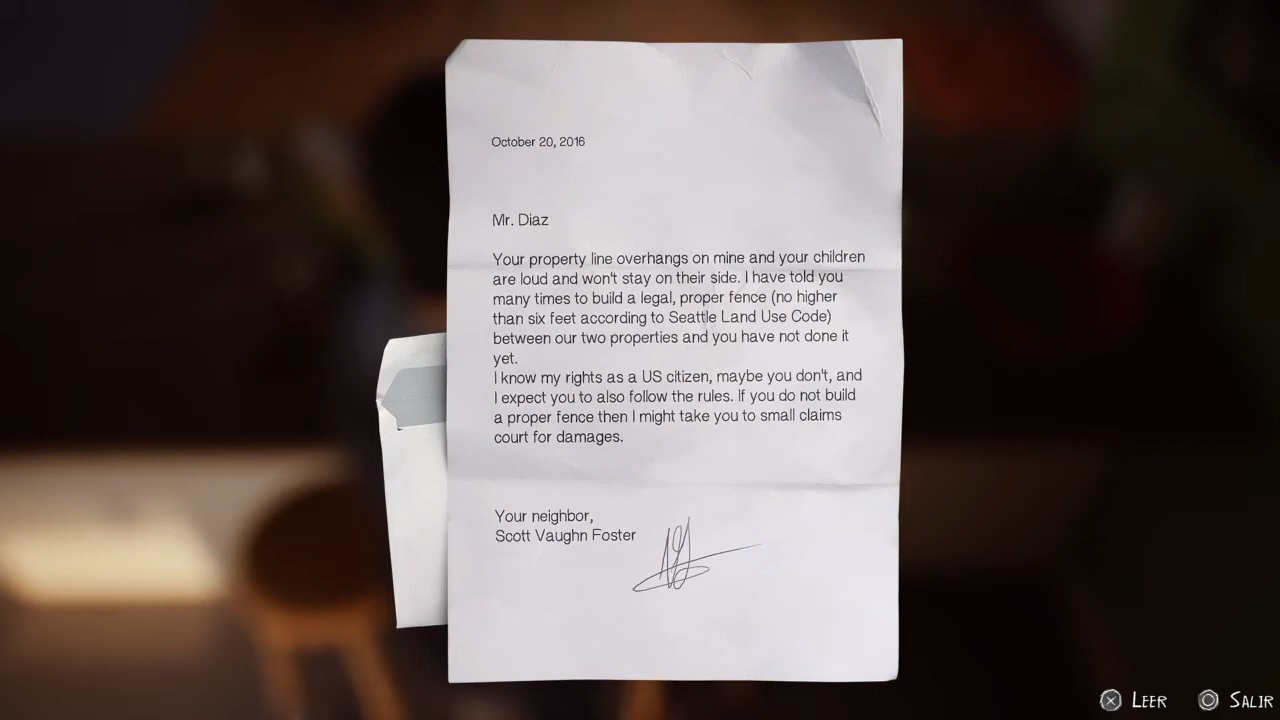 October 20, 2016
Mr. Diaz
Your property line overhangs on mine and your children
are loud and won't stay on their side. I have told you
many times to build a legal, proper fence (no higher
than six feet according to Seattle Land Use Code)
between our two properties and you have not done it
yet.
I know my rights as a US citizen, maybe you don't, and
I expect you to also follow the rules. If you do not build
a proper fence then I might take you to small claims
court for damages.
Your neighbor,
Scott Vaughn Foster
LEER
SALIR